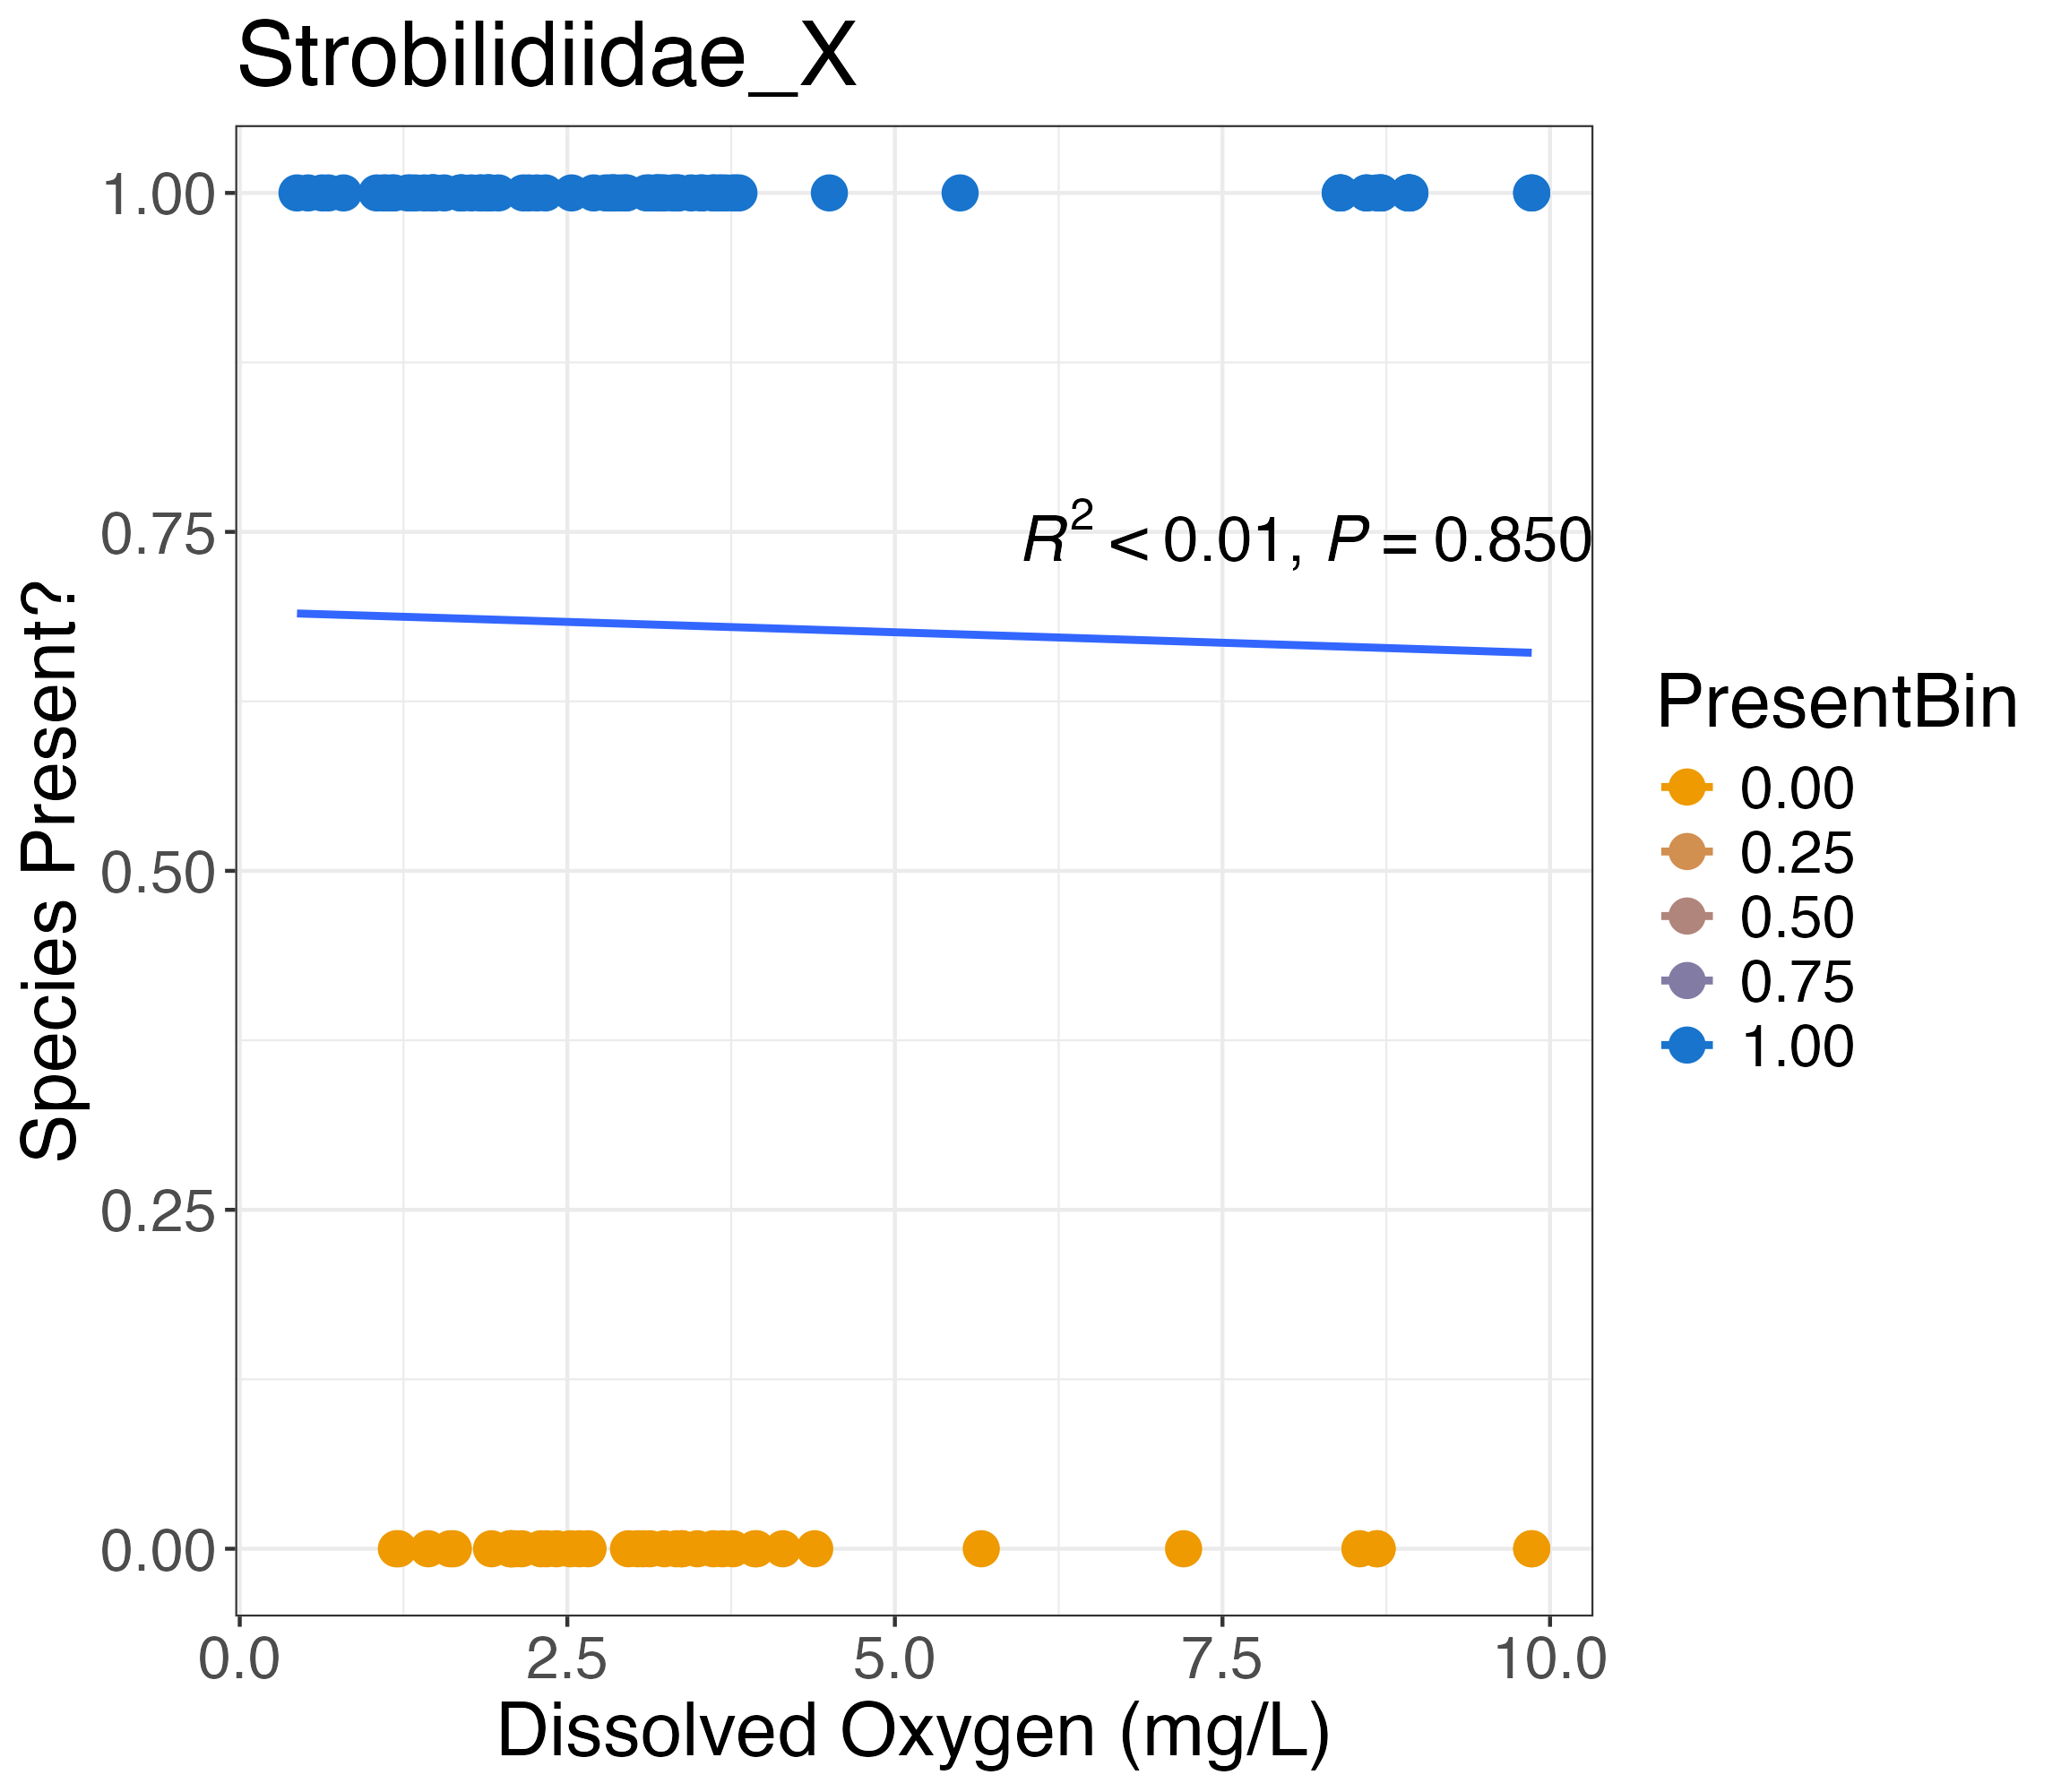 Strobilidiidae_X
1.00
0.75
0.50
0.25
0.00
Species Present?
R² < 0.01, P = 0.850
0.0 2.5 5.0 7.5 10.0
Dissolved Oxygen (mg/L)
PresentBin
0.00
0.25
0.50
0.75
1.00